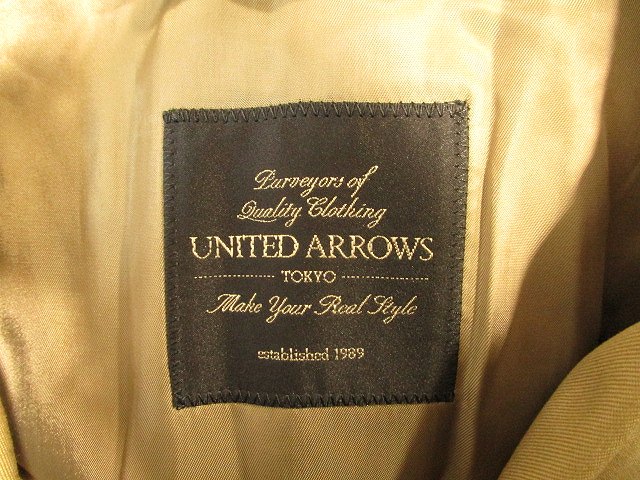 Purveyors of
Quality Clothing
UNITED ARROWS
TOKYO
Make Your Real Style
established 1989